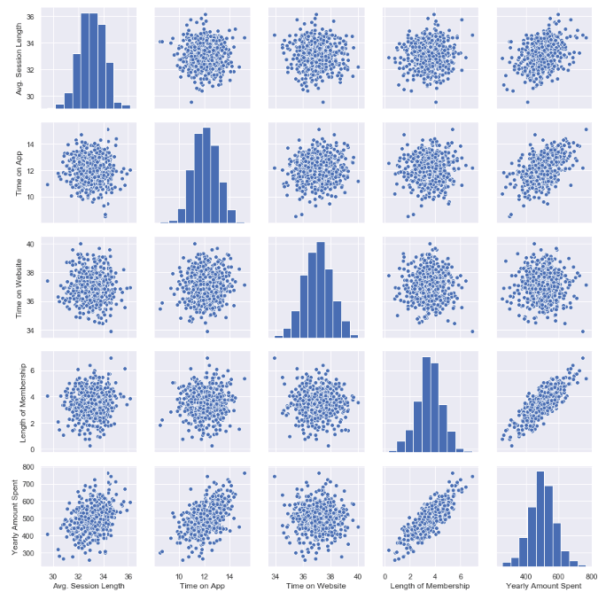 Avg. Session Length
36
34
32
30
Time on App
14
12
10
Time on Website
40
38
36
34
Length of Membership
6
4
2
0
Yearly Amount Spent
800
700
600
500
400
300
30 32 34 36
10 12 14
34 36 38 40
0 2 4 6
400 600 800
Avg. Session Length
Time on App
Time on Website
Length of Membership
Yearly Amount Spent